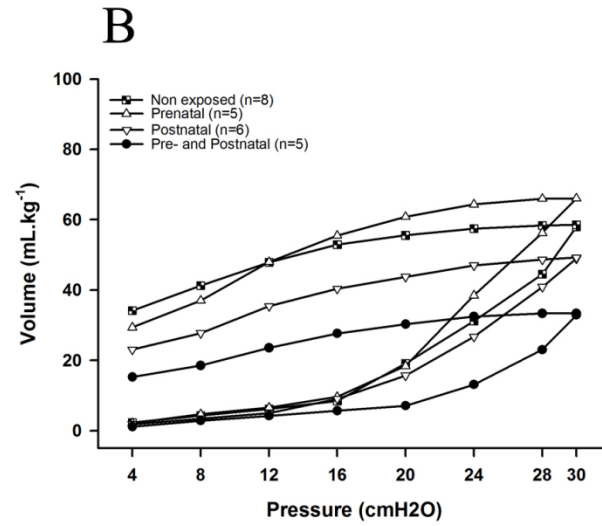 B
100
80
60
40
20
0
Volume (mL.kg⁻¹)
Non exposed (n=8)
Prenatal (n=5)
Postnatal (n=6)
Pre- and Postnatal (n=5)
4 8 12 16 20 24 28 30
Pressure (cmH2O)